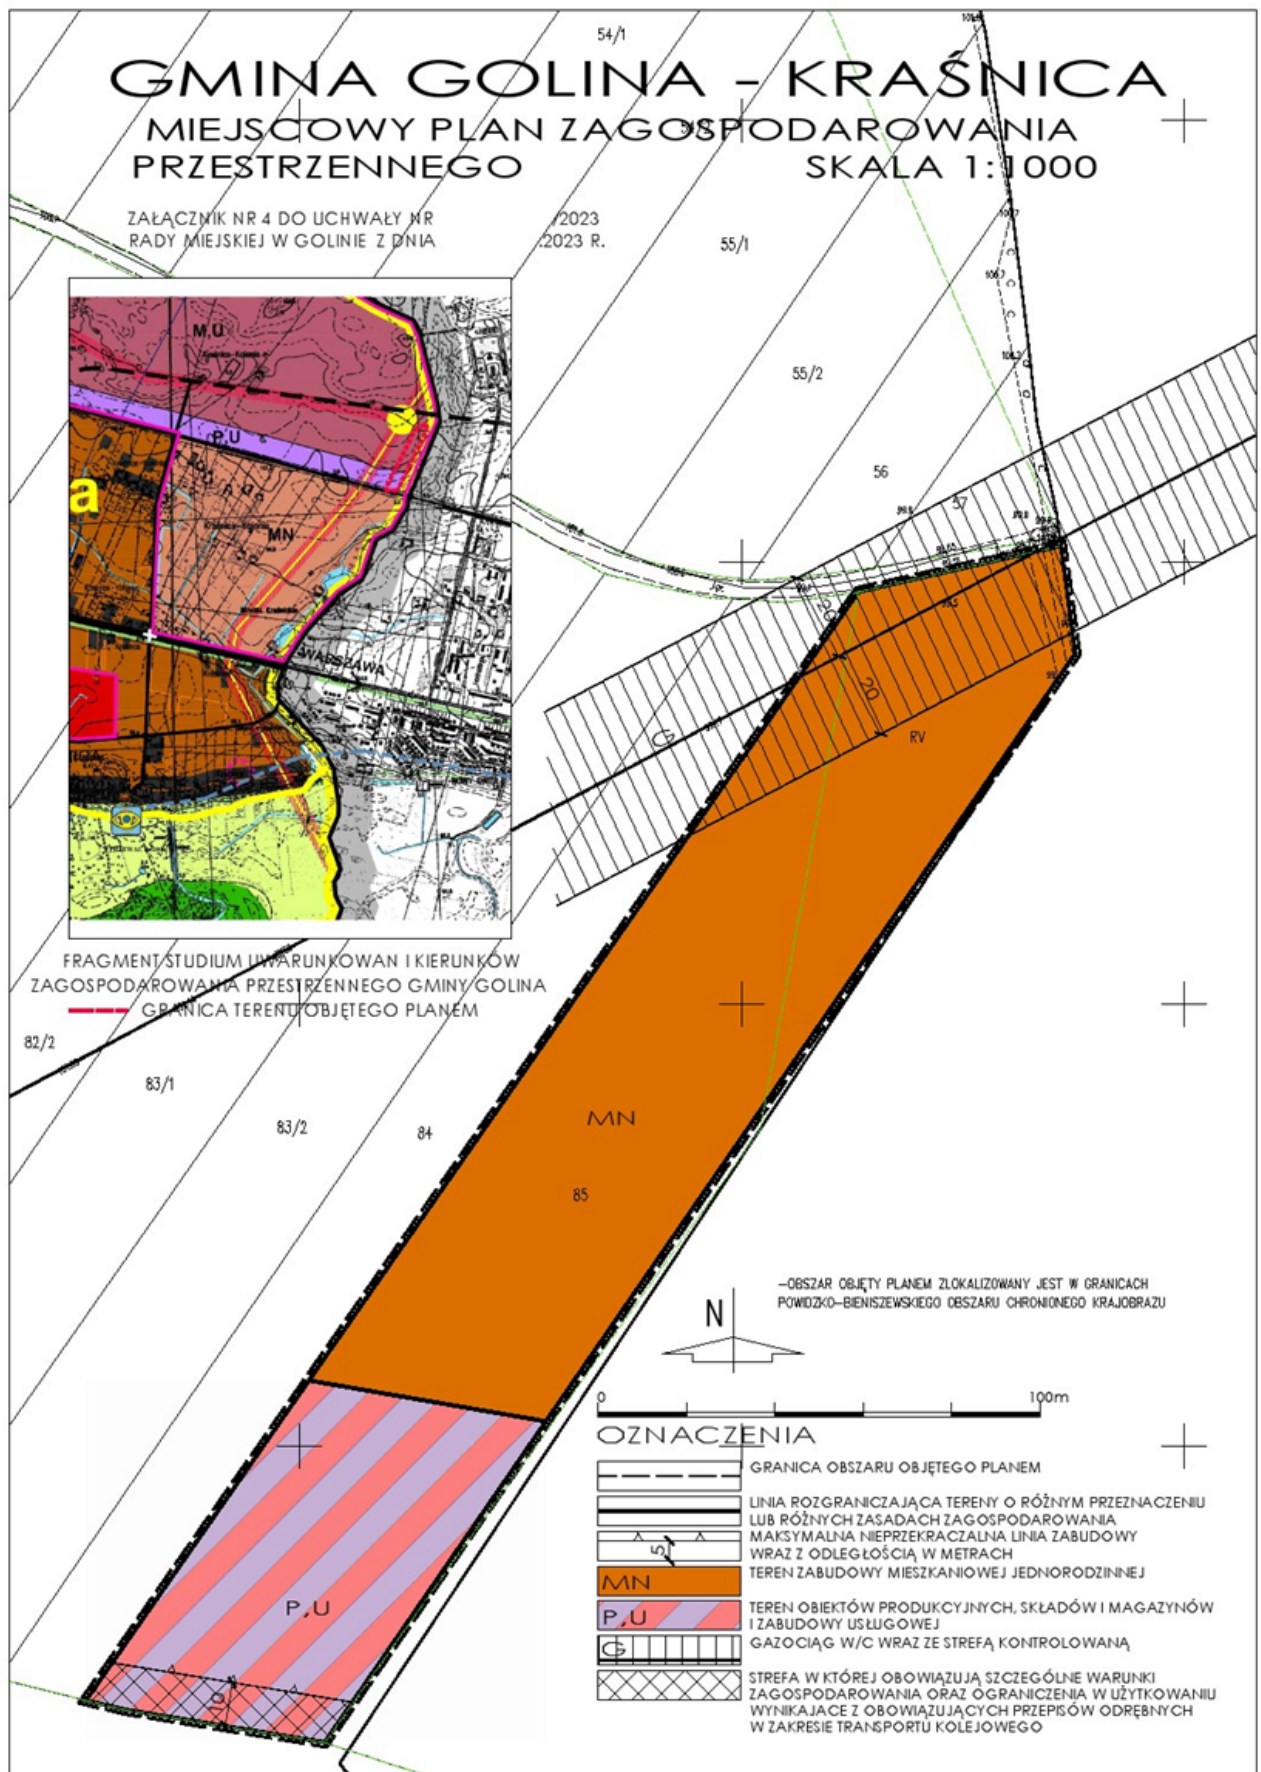 54/1
GMINA GOLINA - KRAŚNICA
54/2
MIEJSCOWY PLAN ZAGOSPODAROWANIA
PRZESTRZENNEGO SKALA 1:1000
ZAŁĄCZNIK NR 4 DO UCHWAŁY NR /2023
RADY MIEJSKIEJ W GOLINIE Z DNIA .2023 R.
55/1
55/2
56
57
M,U
P,U
a
MN
WARSZAWA
20
20
G
RV
FRAGMENT STUDIUM UWARUNKOWAN I KIERUNKÓW
ZAGOSPODAROWANIA PRZESTRZENNEGO GMINY GOLINA
GRANICA TERENU OBJĘTEGO PLANEM
82/2
83/1
83/2
84
MN
85
-OBSZAR OBJĘTY PLANEM ZLOKALIZOWANY JEST W GRANICACH
POWIDZKO-BIENISZEWSKIEGO OBSZARU CHRONIONEGO KRAJOBRAZU
N
0 100m
OZNACZENIA
GRANICA OBSZARU OBJĘTEGO PLANEM
LINIA ROZGRANICZAJĄCA TERENY O RÓŻNYM PRZEZNACZENIU
LUB RÓŻNYCH ZASADACH ZAGOSPODAROWANIA
5
MAKSYMALNA NIEPRZEKRACZALNA LINIA ZABUDOWY
WRAZ Z ODLEGŁOŚCIĄ W METRACH
MN TEREN ZABUDOWY MIESZKANIOWEJ JEDNORODZINNEJ
P,U TEREN OBIEKTÓW PRODUKCYJNYCH, SKŁADÓW I MAGAZYNÓW
I ZABUDOWY USŁUGOWEJ
G GAZOCIĄG W/C WRAZ ZE STREFĄ KONTROLOWANĄ
STREFA W KTÓREJ OBOWIĄZUJĄ SZCZEGÓLNE WARUNKI
ZAGOSPODAROWANIA ORAZ OGRANICZENIA W UŻYTKOWANIU
WYNIKAJACE Z OBOWIĄZUJĄCYCH PRZEPISÓW ODRĘBNYCH
W ZAKRESIE TRANSPORTU KOLEJOWEGO
P,U
10